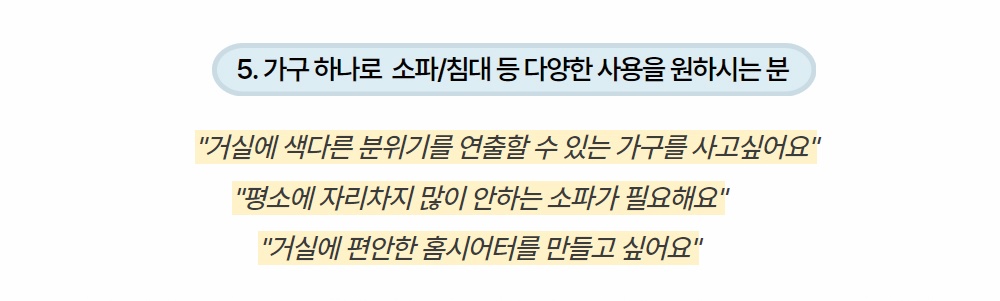 5. 가구 하나로 소파/침대 등 다양한 사용을 원하시는 분
"거실에 색다른 분위기를 연출할 수 있는 가구를 사고싶어요"
"평소에 자리차지 많이 안하는 소파가 필요해요"
"거실에 편안한 홈시어터를 만들고 싶어요"